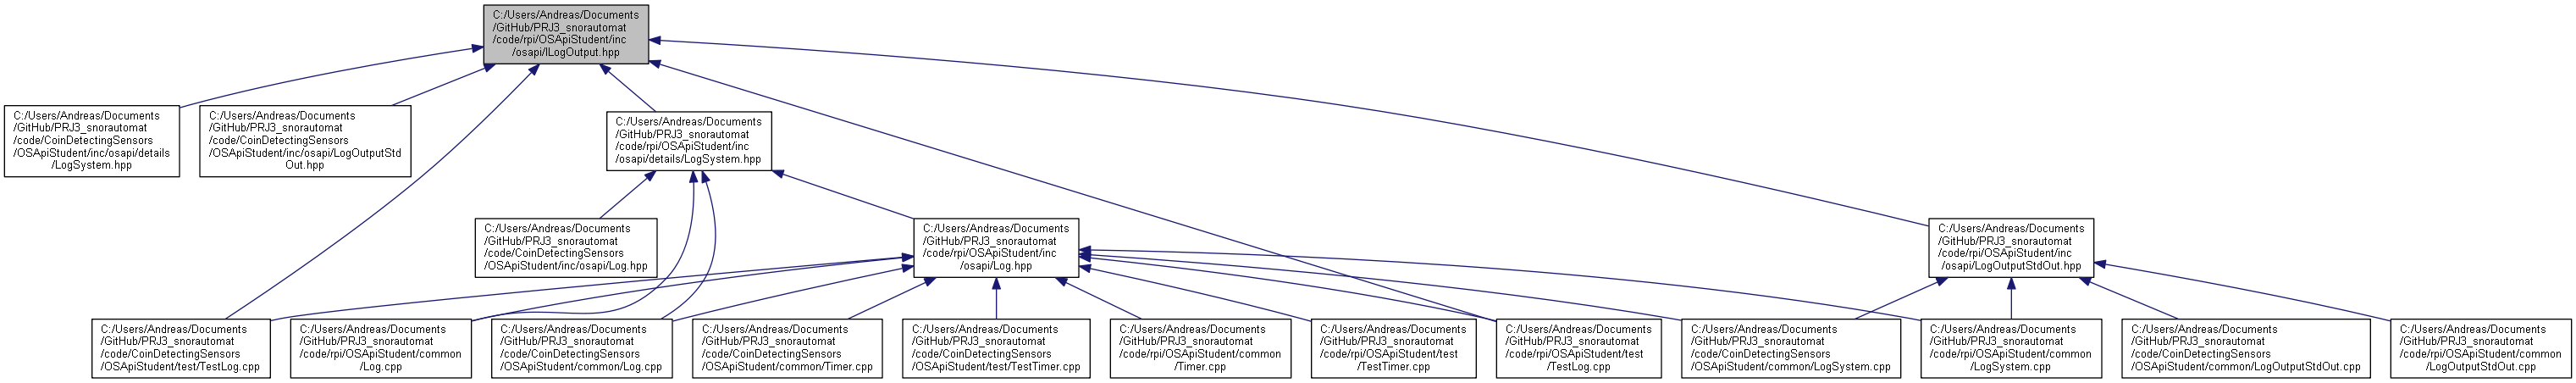 C:/Users/Andreas/Documents
/GitHub/PRJ3_snorautomat
/code/rpi/OSApiStudent/inc
/osapi/ILogOutput.hpp
C:/Users/Andreas/Documents
/GitHub/PRJ3_snorautomat
/code/CoinDetectingSensors
/OSApiStudent/inc/osapi/details
/LogSystem.hpp
C:/Users/Andreas/Documents
/GitHub/PRJ3_snorautomat
/code/CoinDetectingSensors
/OSApiStudent/inc/osapi/LogOutputStd
Out.hpp
C:/Users/Andreas/Documents
/GitHub/PRJ3_snorautomat
/code/rpi/OSApiStudent/inc
/osapi/details/LogSystem.hpp
C:/Users/Andreas/Documents
/GitHub/PRJ3_snorautomat
/code/CoinDetectingSensors
/OSApiStudent/inc/osapi/Log.hpp
C:/Users/Andreas/Documents
/GitHub/PRJ3_snorautomat
/code/rpi/OSApiStudent/inc
/osapi/Log.hpp
C:/Users/Andreas/Documents
/GitHub/PRJ3_snorautomat
/code/rpi/OSApiStudent/inc
/osapi/LogOutputStdOut.hpp
C:/Users/Andreas/Documents
/GitHub/PRJ3_snorautomat
/code/CoinDetectingSensors
/OSApiStudent/test/TestLog.cpp
C:/Users/Andreas/Documents
/GitHub/PRJ3_snorautomat
/code/rpi/OSApiStudent/common
/Log.cpp
C:/Users/Andreas/Documents
/GitHub/PRJ3_snorautomat
/code/CoinDetectingSensors
/OSApiStudent/common/Log.cpp
C:/Users/Andreas/Documents
/GitHub/PRJ3_snorautomat
/code/CoinDetectingSensors
/OSApiStudent/common/Timer.cpp
C:/Users/Andreas/Documents
/GitHub/PRJ3_snorautomat
/code/CoinDetectingSensors
/OSApiStudent/test/TestTimer.cpp
C:/Users/Andreas/Documents
/GitHub/PRJ3_snorautomat
/code/rpi/OSApiStudent/common
/Timer.cpp
C:/Users/Andreas/Documents
/GitHub/PRJ3_snorautomat
/code/rpi/OSApiStudent/test
/TestTimer.cpp
C:/Users/Andreas/Documents
/GitHub/PRJ3_snorautomat
/code/rpi/OSApiStudent/test
/TestLog.cpp
C:/Users/Andreas/Documents
/GitHub/PRJ3_snorautomat
/code/CoinDetectingSensors
/OSApiStudent/common/LogSystem.cpp
C:/Users/Andreas/Documents
/GitHub/PRJ3_snorautomat
/code/rpi/OSApiStudent/common
/LogSystem.cpp
C:/Users/Andreas/Documents
/GitHub/PRJ3_snorautomat
/code/CoinDetectingSensors
/OSApiStudent/common/LogOutputStdOut.cpp
C:/Users/Andreas/Documents
/GitHub/PRJ3_snorautomat
/code/rpi/OSApiStudent/common
/LogOutputStdOut.cpp